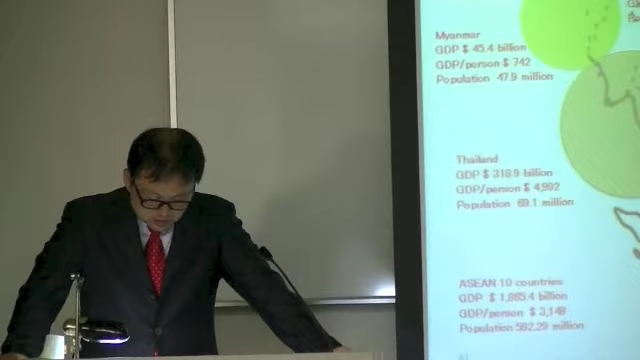 Myanmar
GDP $ 45.4 billion
GDP/person $ 742
Population 47.9 million
Thailand
GDP $ 318.9 billion
GDP/person $ 4,992
Population 69.1 million
ASEAN 10 countries
GDP $ 1,865.4 billion
GDP/person $ 3,149
Population 592.29 million